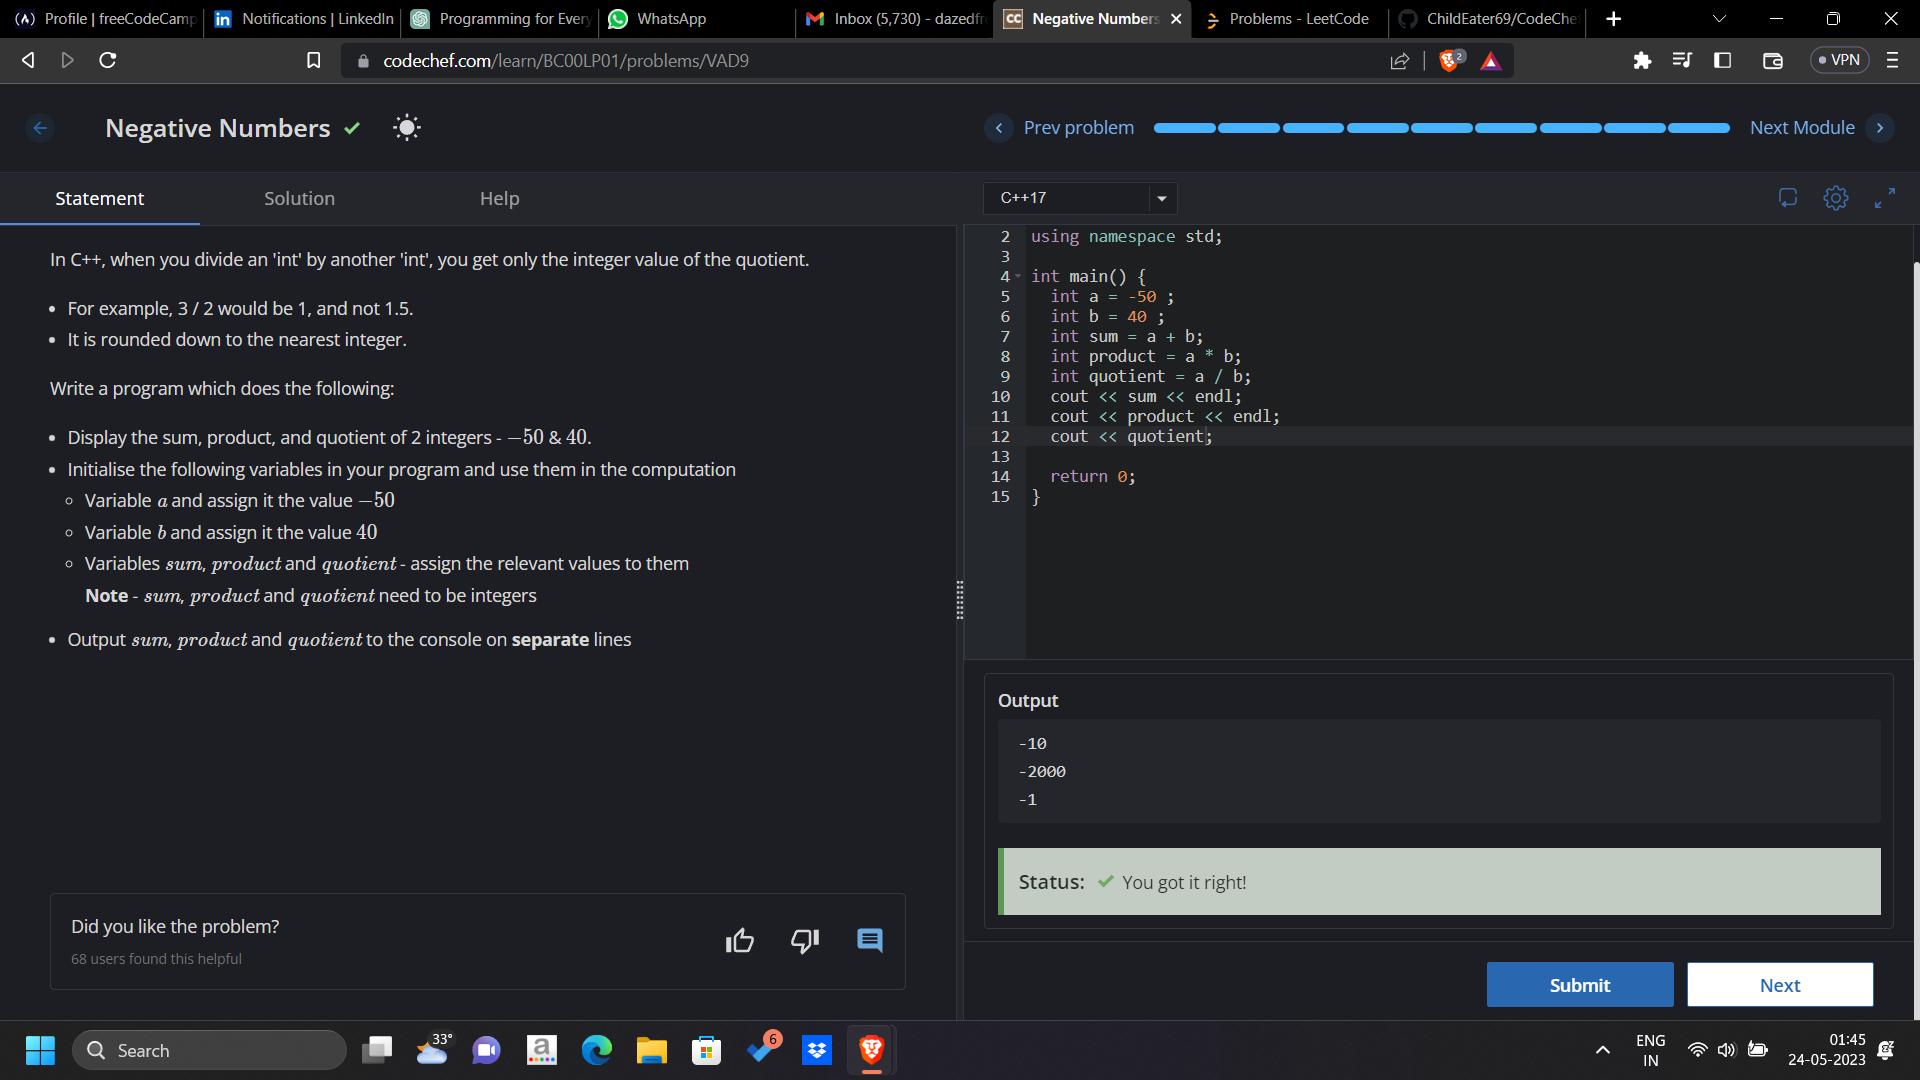 Profile | freeCodeCamp
Notifications | LinkedIn
Programming for Every
WhatsApp
Inbox (5,730) - dazedfr
CC Negative Numbers
Problems - LeetCode
ChildEater69/CodeChe
codechef.com/learn/BC00LP01/problems/VAD9
2
VPN
Negative Numbers
Prev problem
Next Module
Statement
Solution
Help
In C++, when you divide an 'int' by another 'int', you get only the integer value of the quotient.
• For example, 3 / 2 would be 1, and not 1.5.
• It is rounded down to the nearest integer.
Write a program which does the following:
• Display the sum, product, and quotient of 2 integers - −50 & 40.
• Initialise the following variables in your program and use them in the computation
◦ Variable a and assign it the value −50
◦ Variable b and assign it the value 40
◦ Variables sum, product and quotient - assign the relevant values to them
Note - sum, product and quotient need to be integers
• Output sum, product and quotient to the console on separate lines
Did you like the problem?
68 users found this helpful
C++17
2 using namespace std;
3
4 int main() {
5 int a = -50 ;
6 int b = 40 ;
7 int sum = a + b;
8 int product = a * b;
9 int quotient = a / b;
10 cout << sum << endl;
11 cout << product << endl;
12 cout << quotient;
13
14 return 0;
15 }
Output
-10
-2000
-1
Status: You got it right!
Submit
Next
Search
33°
a
6
ENG
IN
01:45
24-05-2023